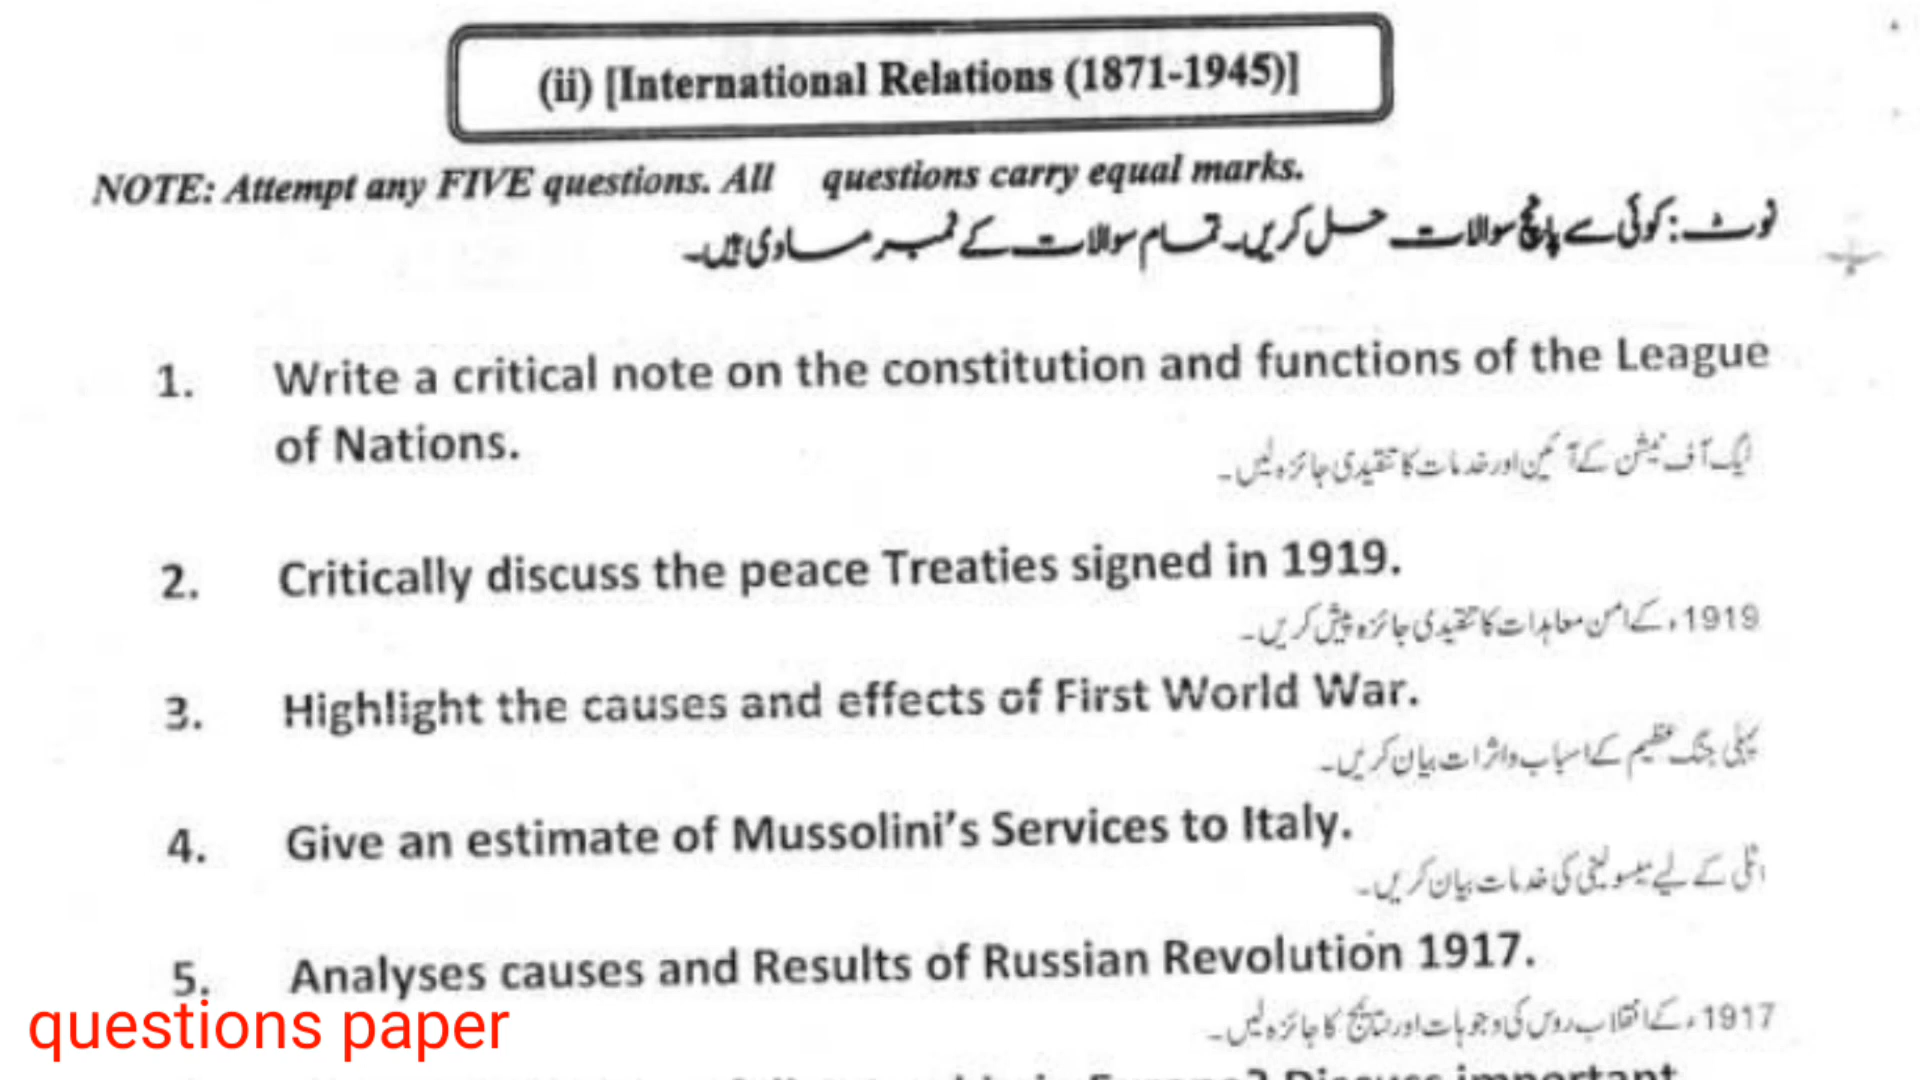 (ii) [International Relations (1871-1945)]
NOTE: Attempt any FIVE questions. All questions carry equal marks.
نوٹ: کوئی سے پانچ سوالات حل کریں۔ تمام سوالات کے نمبر مساوی ہیں۔
1. Write a critical note on the constitution and functions of the League
of Nations.
لیگ آف نیشن کے آئین اور خدمات کا تنقیدی جائزہ لیں۔
2. Critically discuss the peace Treaties signed in 1919.
1919ء کے امن معاہدات کا تنقیدی جائزہ پیش کریں۔
3. Highlight the causes and effects of First World War.
پہلی جنگ عظیم کے اسباب و اثرات بیان کریں۔
4. Give an estimate of Mussolini's Services to Italy.
اٹلی کے لیے میسولینی کی خدمات بیان کریں۔
5. Analyses causes and Results of Russian Revolution 1917.
1917ء کے انقلاب روس کی وجوہات اور نتائج کا جائزہ لیں۔
questions paper
in Europe? Discuss important